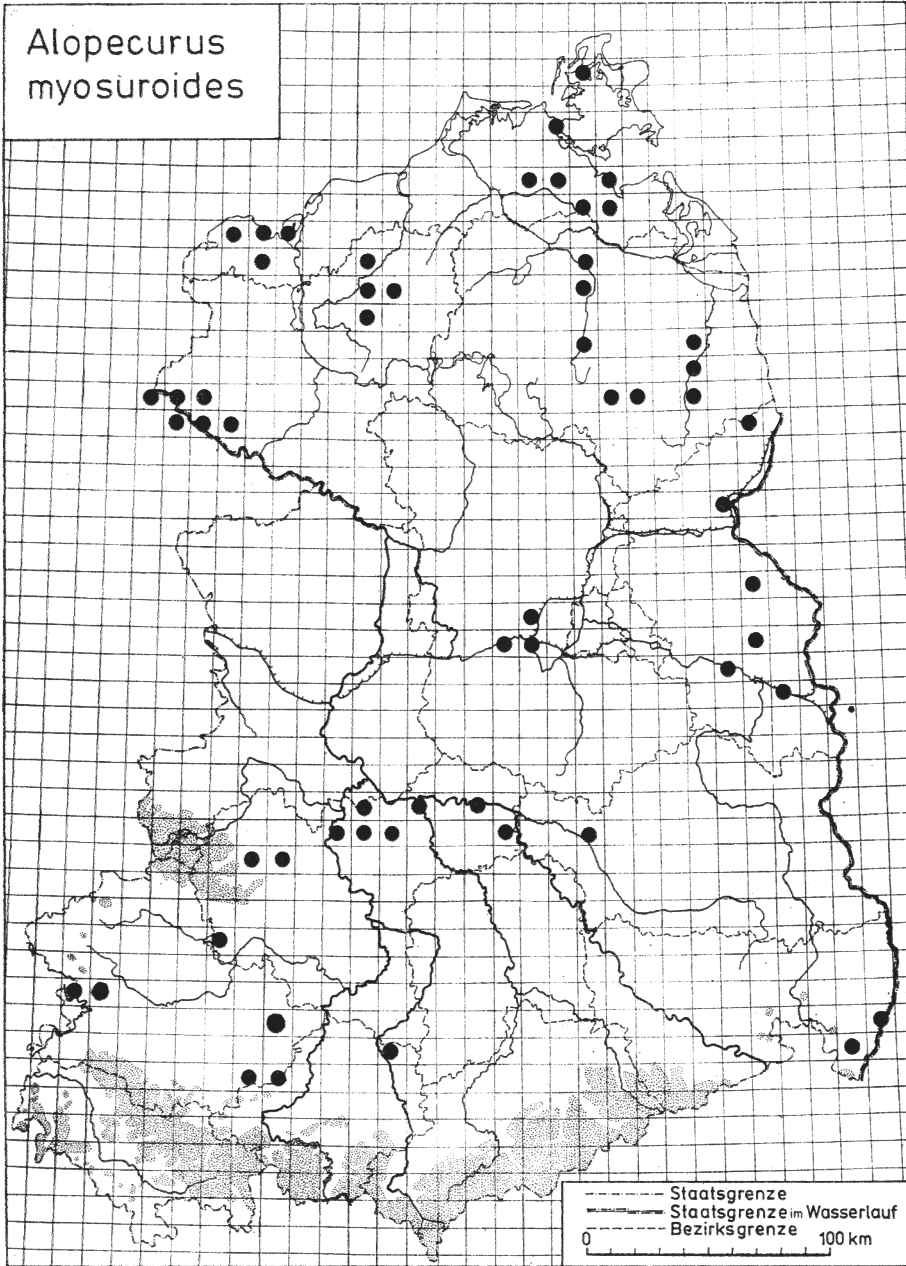 Alopecurus
myosuroides
Staatsgrenze
Staatsgrenze im Wasserlauf
Bezirksgrenze
0 100 km